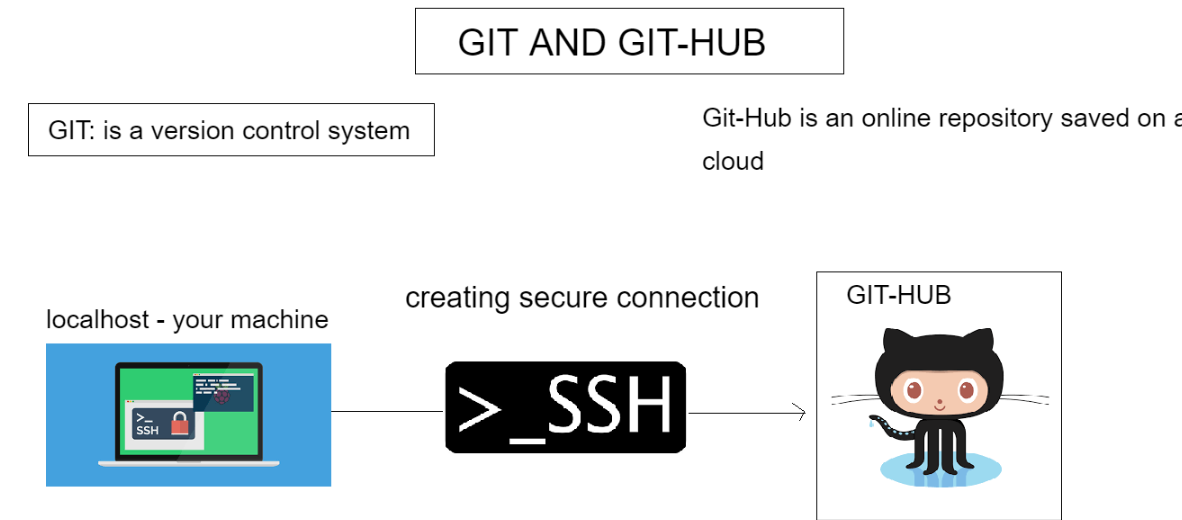 GIT AND GIT-HUB
GIT: is a version control system
Git-Hub is an online repository saved on a
cloud
localhost - your machine
>_
SSH
creating secure connection
>_SSH
GIT-HUB